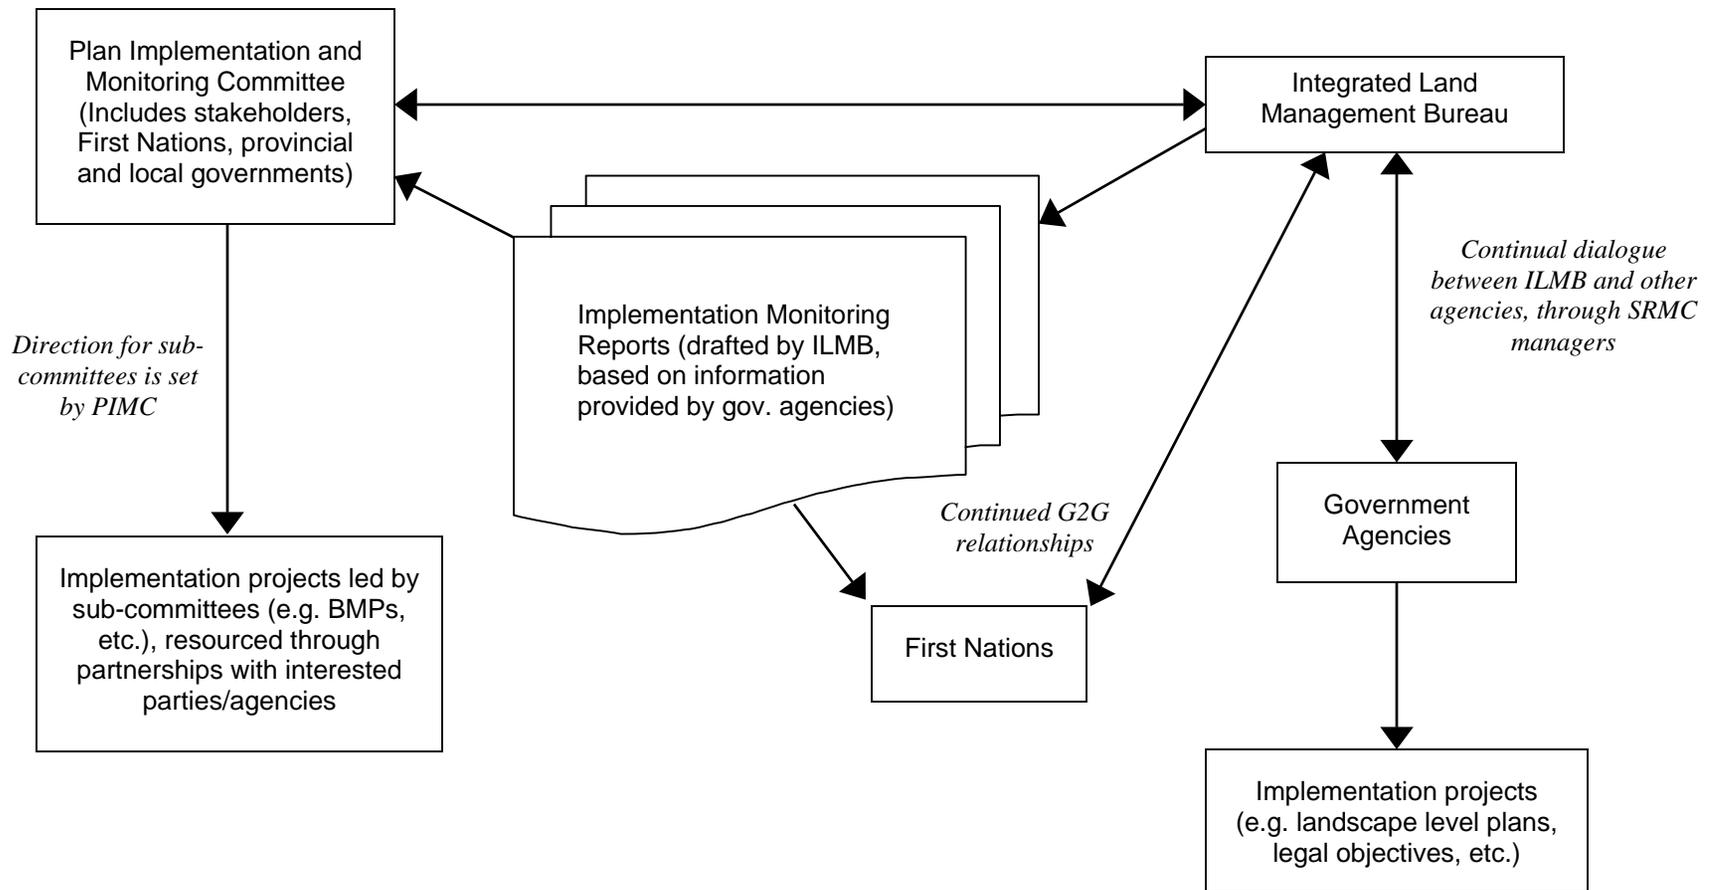 Plan Implementation and
Monitoring Committee
(Includes stakeholders,
First Nations, provincial
and local governments)
Integrated Land
Management Bureau
Continual dialogue
between ILMB and other
agencies, through SRMC
managers
Implementation Monitoring
Reports (drafted by ILMB,
based on information
provided by gov. agencies)
Direction for sub-
committees is set
by PIMC
Continued G2G
relationships
Government
Agencies
Implementation projects led by
sub-committees (e.g. BMPs,
etc.), resourced through
partnerships with interested
parties/agencies
First Nations
Implementation projects
(e.g. landscape level plans,
legal objectives, etc.)